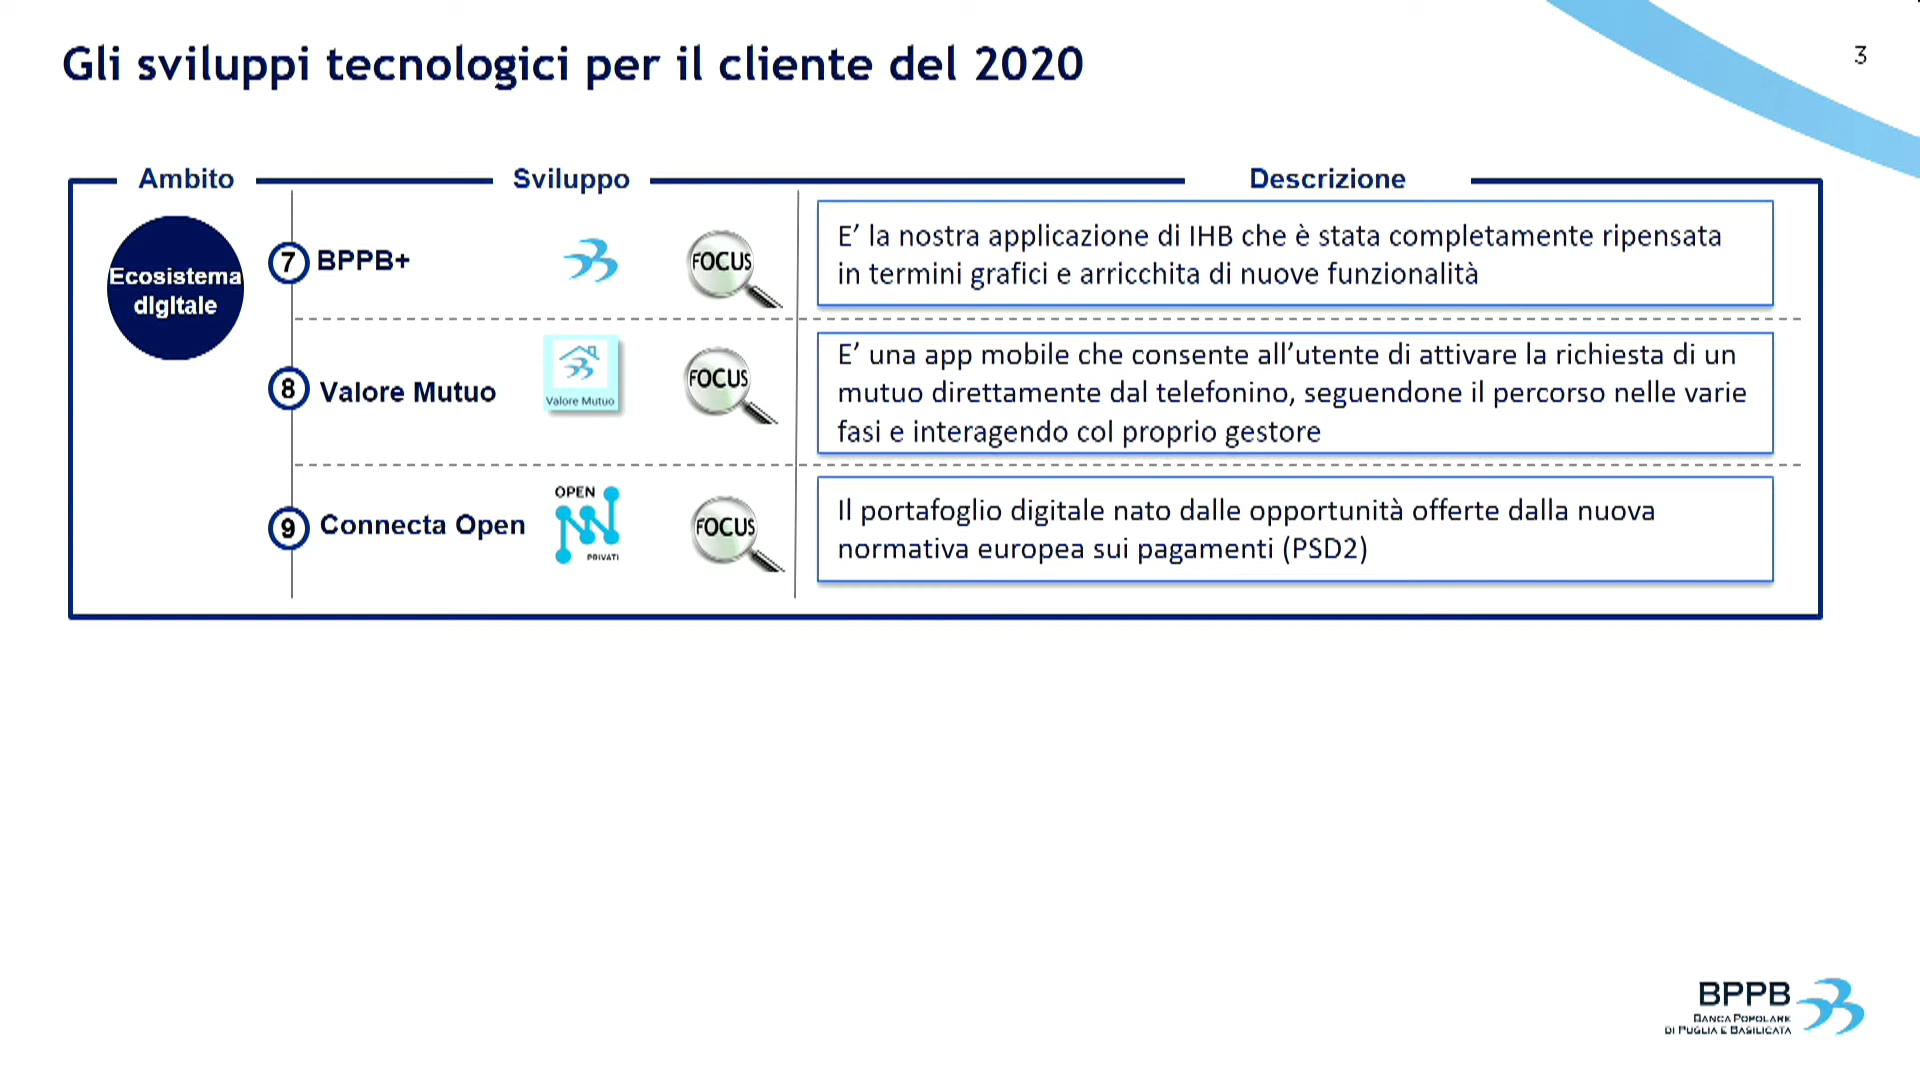 Gli sviluppi tecnologici per il cliente del 2020
3
Ambito
Sviluppo
Descrizione
Ecosistema
digitale
7
BPPB+
FOCUS
E’ la nostra applicazione di IHB che è stata completamente ripensata
in termini grafici e arricchita di nuove funzionalità
8
Valore Mutuo
Valore Mutuo
FOCUS
E’ una app mobile che consente all’utente di attivare la richiesta di un
mutuo direttamente dal telefonino, seguendone il percorso nelle varie
fasi e interagendo col proprio gestore
9
Connecta Open
OPEN
PRIVATI
FOCUS
Il portafoglio digitale nato dalle opportunità offerte dalla nuova
normativa europea sui pagamenti (PSD2)
BPPB
BANCA POPOLARE
DI PUGLIA E BASILICATA